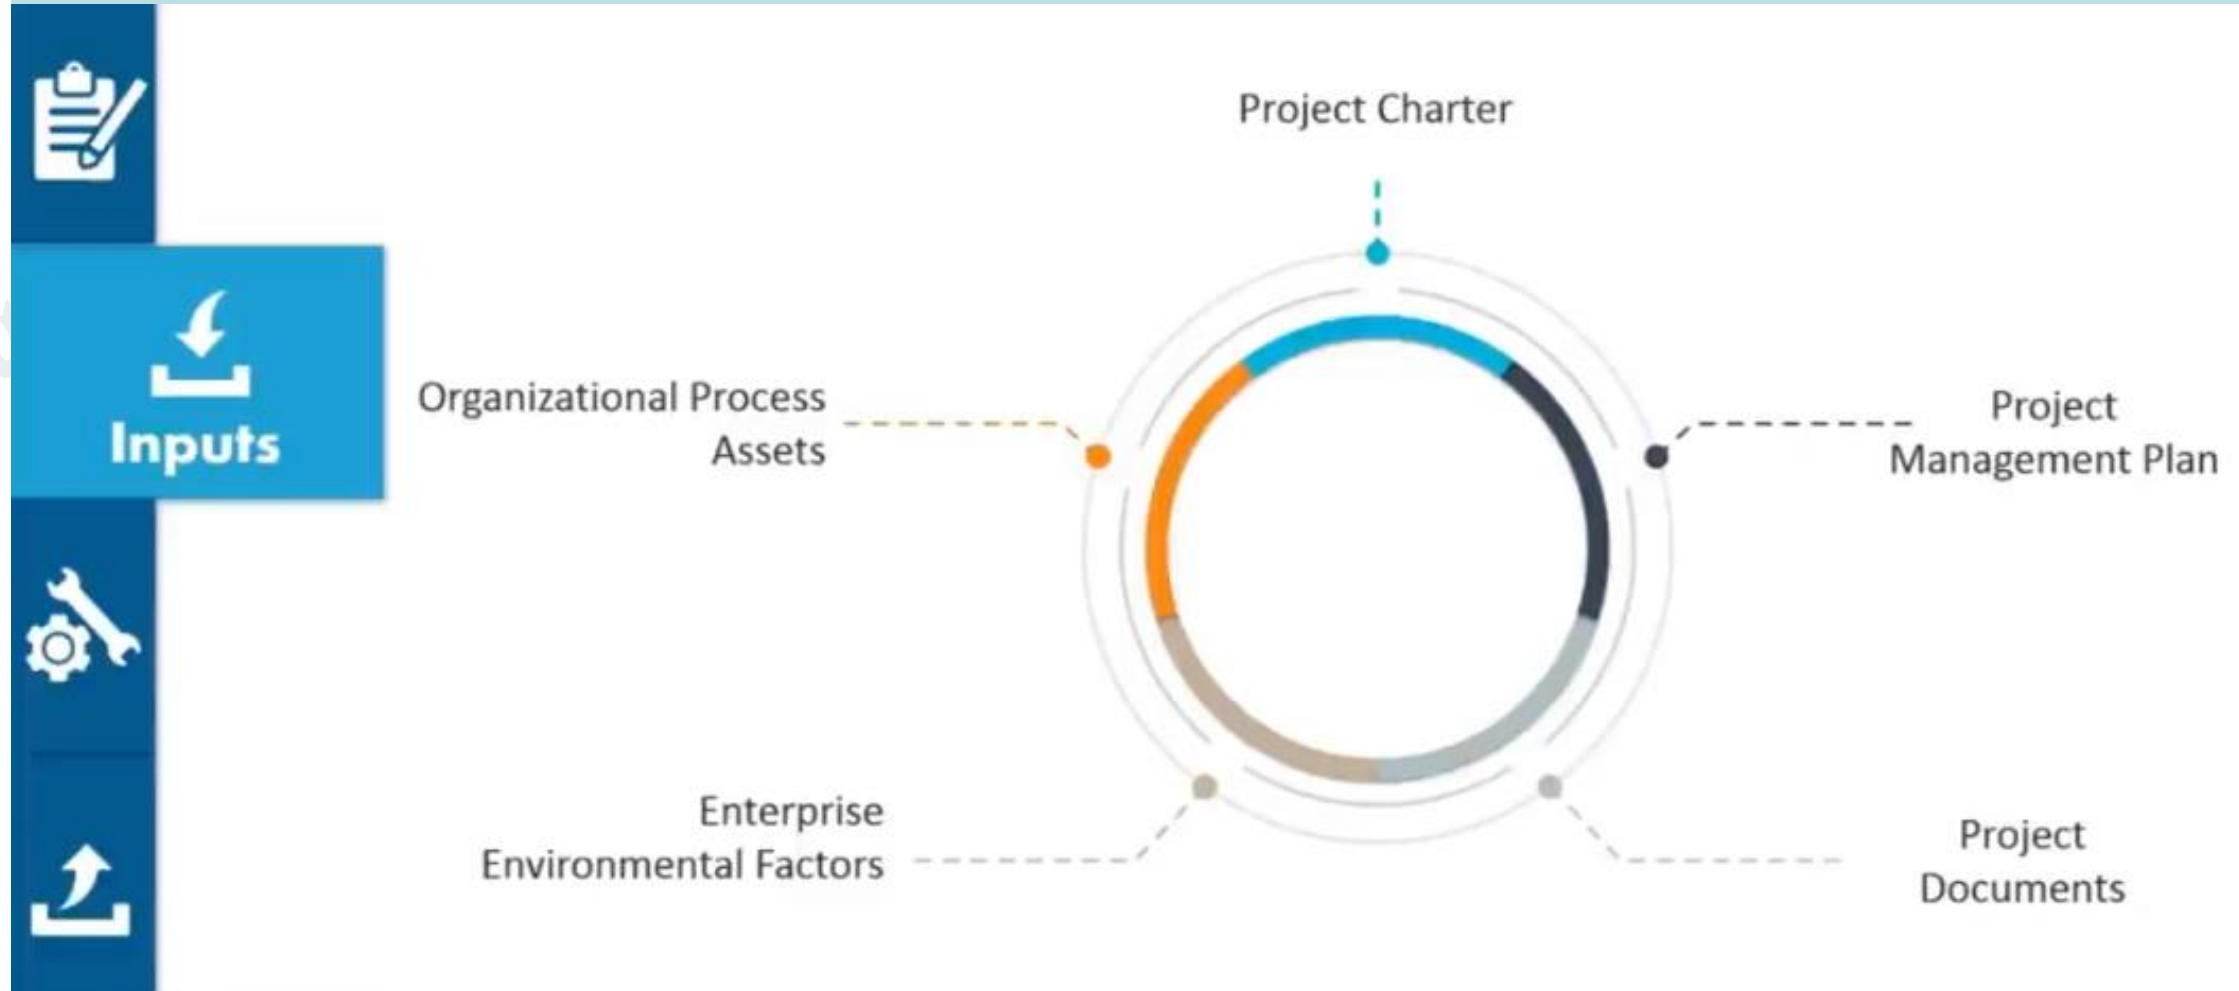 Project Charter
Inputs
Organizational Process
Assets
Project
Management Plan
Enterprise
Environmental Factors
Project
Documents